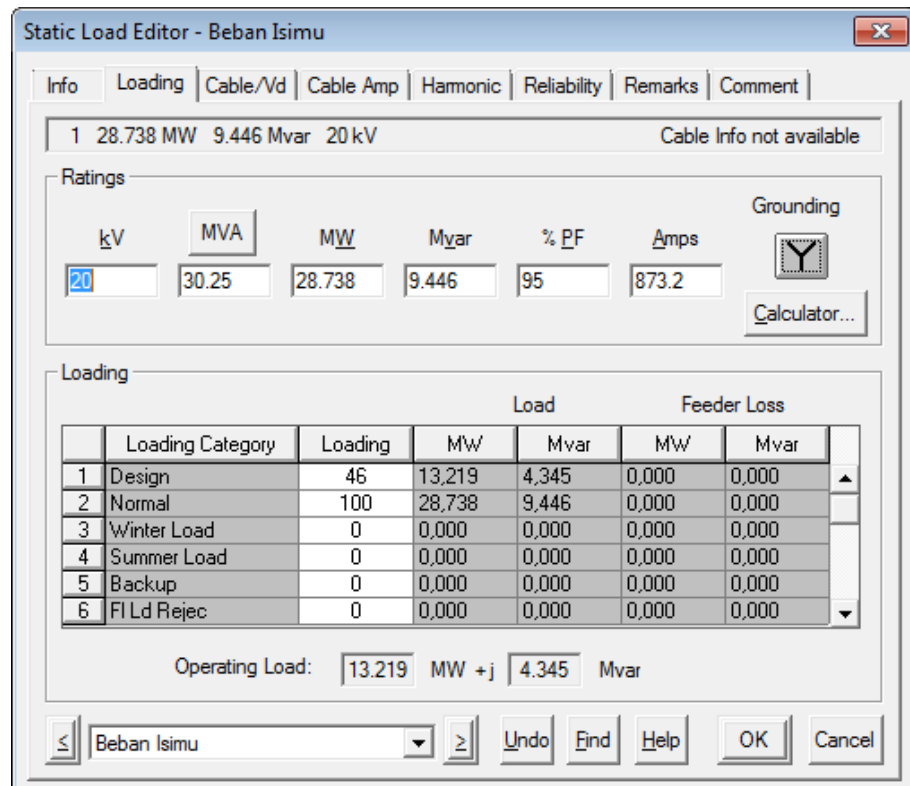 Static Load Editor - Beban Isimu
Info Loading Cable/Vd Cable Amp Harmonic Reliability Remarks Comment
1 28.738 MW 9.446 Mvar 20 kV Cable Info not available
Ratings
Grounding
kV MVA MW Mvar % PF Amps
20 30.25 28.738 9.446 95 873.2
Calculator...
Loading
Load Feeder Loss
Loading Category Loading MW Mvar MW Mvar
1 Design 46 13,219 4,345 0,000 0,000
2 Normal 100 28,738 9,446 0,000 0,000
3 Winter Load 0 0,000 0,000 0,000 0,000
4 Summer Load 0 0,000 0,000 0,000 0,000
5 Backup 0 0,000 0,000 0,000 0,000
6 Fl Ld Rejec 0 0,000 0,000 0,000 0,000
Operating Load: 13.219 MW +j 4.345 Mvar
< Beban Isimu > Undo Find Help OK Cancel